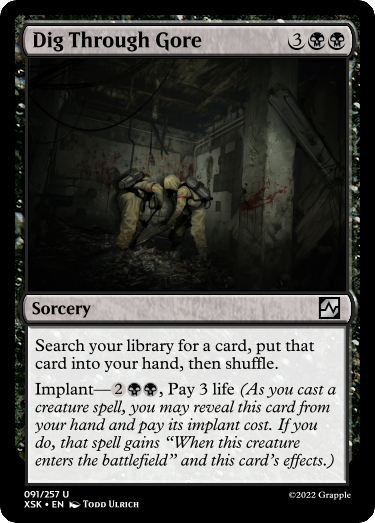 Dig Through Gore 3
Sorcery
Search your library for a card, put that
card into your hand, then shuffle.
Implant—2, Pay 3 life (As you cast a
creature spell, you may reveal this card from
your hand and pay its implant cost. If you
do, that spell gains “When this creature
enters the battlefield” and this card's effects.)
091/257 U
XSK • EN Todd Ulrich
©2022 Grapple